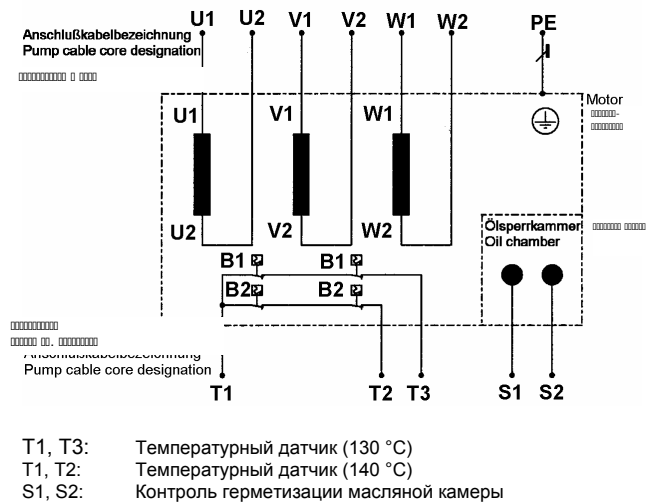 U1 U2 V1 V2 W1 W2 PE
Anschlußkabelbezeichnung
Pump cable core designation
Motor
U1 V1 W1
U2 V2 W2
Ölsperrkammer
Oil chamber
B1 B1
B2 B2
Anschlußkabelbezeichnung
Pump cable core designation
T1 T2 T3 S1 S2
T1, T3: Температурный датчик (130 °C)
T1, T2: Температурный датчик (140 °C)
S1, S2: Контроль герметизации масляной камеры